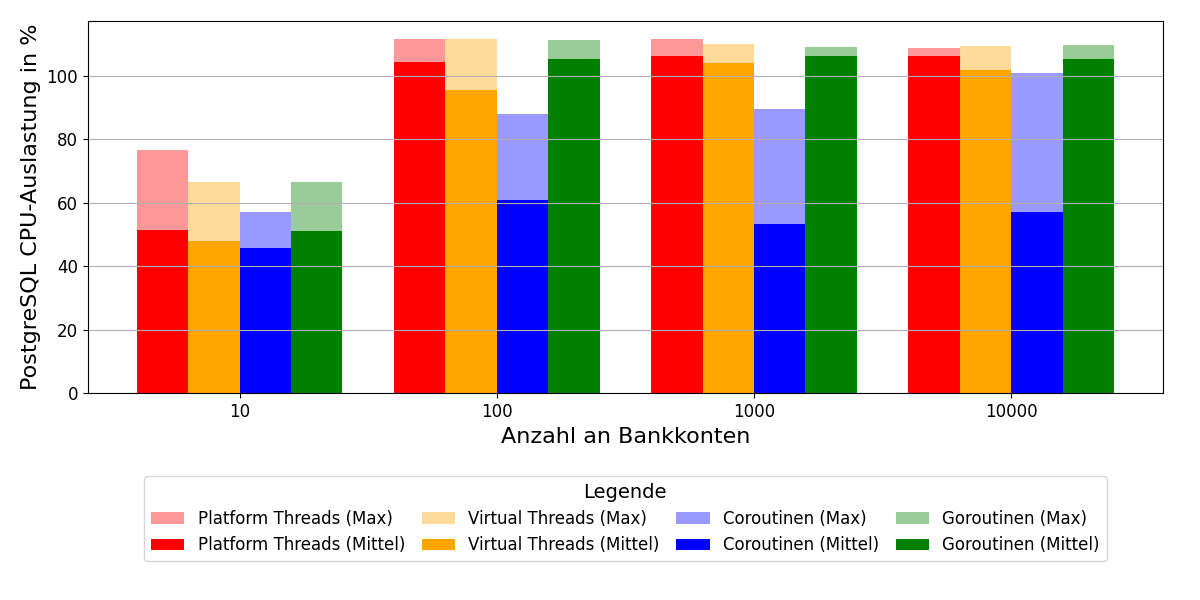 PostgreSQL CPU-Auslastung in %
100
80
60
40
20
0
10 100 1000 10000
Anzahl an Bankkonten
Legende
Platform Threads (Max) Virtual Threads (Max) Coroutinen (Max) Goroutinen (Max)
Platform Threads (Mittel) Virtual Threads (Mittel) Coroutinen (Mittel) Goroutinen (Mittel)